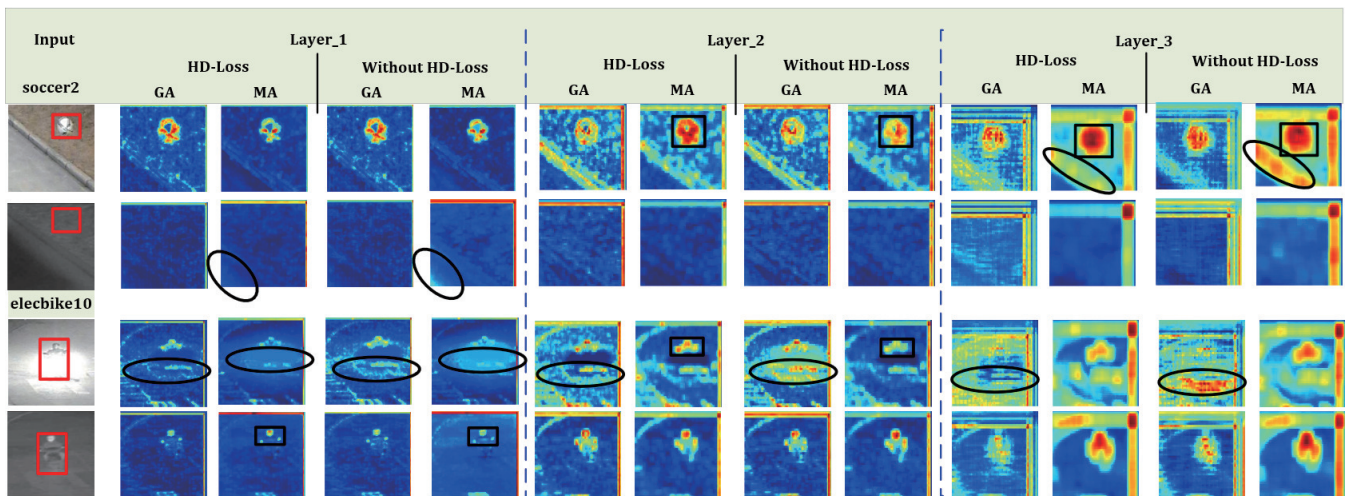 Input Layer_1 Layer_2 Layer_3
HD-Loss Without HD-Loss HD-Loss Without HD-Loss HD-Loss Without HD-Loss
soccer2 GA MA GA MA GA MA GA MA GA MA GA MA
elecbike10